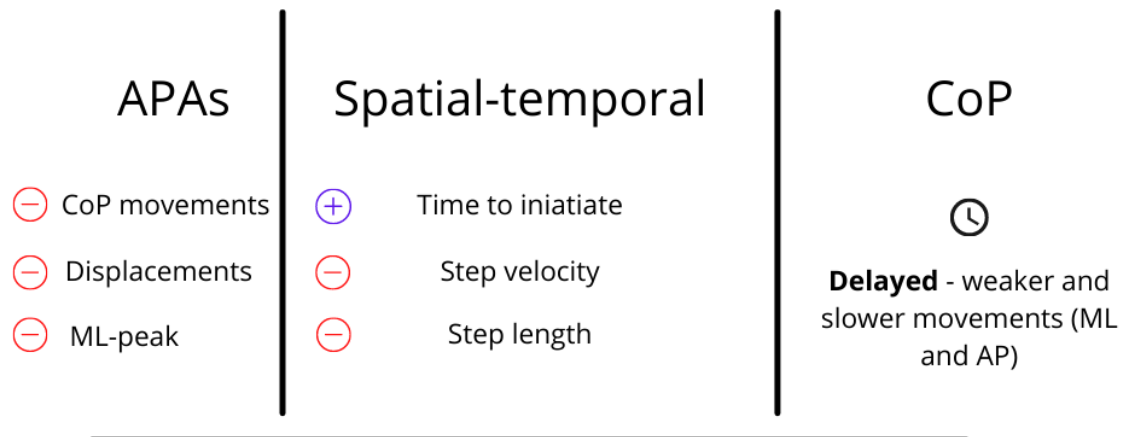 APAs
CoP movements
Displacements
ML-peak
Spatial-temporal
Time to iniatiate
Step velocity
Step length
CoP
Delayed - weaker and
slower movements (ML
and AP)